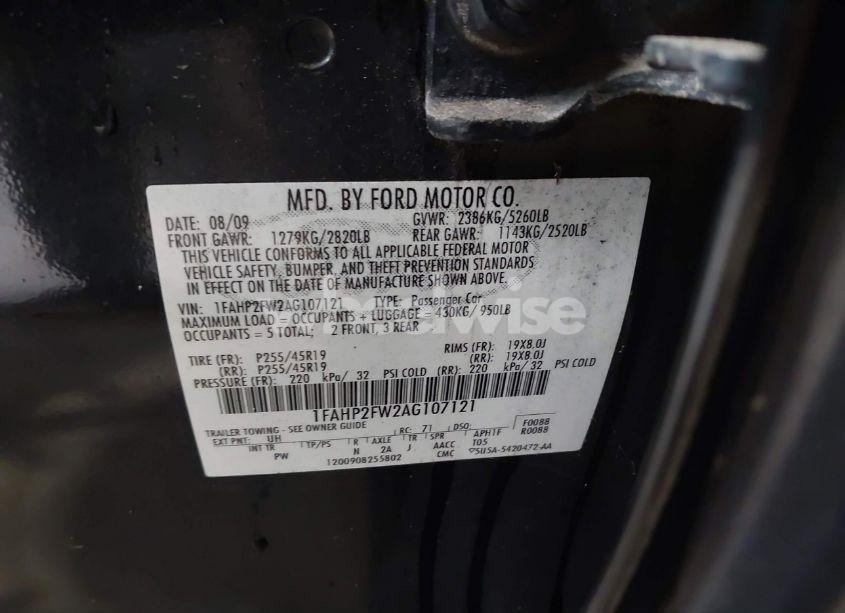 MFD. BY FORD MOTOR CO.
DATE: 08/09 GVWR: 2386KG/5260LB
FRONT GAWR: 1279KG/2820LB REAR GAWR: 1143KG/2520LB
THIS VEHICLE CONFORMS TO ALL APPLICABLE FEDERAL MOTOR
VEHICLE SAFETY, BUMPER, AND THEFT PREVENTION STANDARDS
IN EFFECT ON THE DATE OF MANUFACTURE SHOWN ABOVE.
VIN: 1FAHP2FW2AG107121 TYPE: Passenger Car
MAXIMUM LOAD = OCCUPANTS + LUGGAGE = 430KG/ 950LB
OCCUPANTS = 5 TOTAL; 2 FRONT, 3 REAR
TIRE (FR): P255/45R19 RIMS (FR): 19X8.0J
(RR): P255/45R19 (RR): 19X8.0J
PRESSURE (FR): 220 kPa/ 32 PSI COLD (RR): 220 kPa/ 32 PSI COLD
1FAHP2FW2AG107121
TRAILER TOWING - SEE OWNER GUIDE RC: 71 DSO: F0088
EXT PNT: UH APH1F R0088
INT TR TP/PS R AXLE TR SPR T05
PW N 2A J AACC
1200908255802 CMC 5U5A-5420472-AA